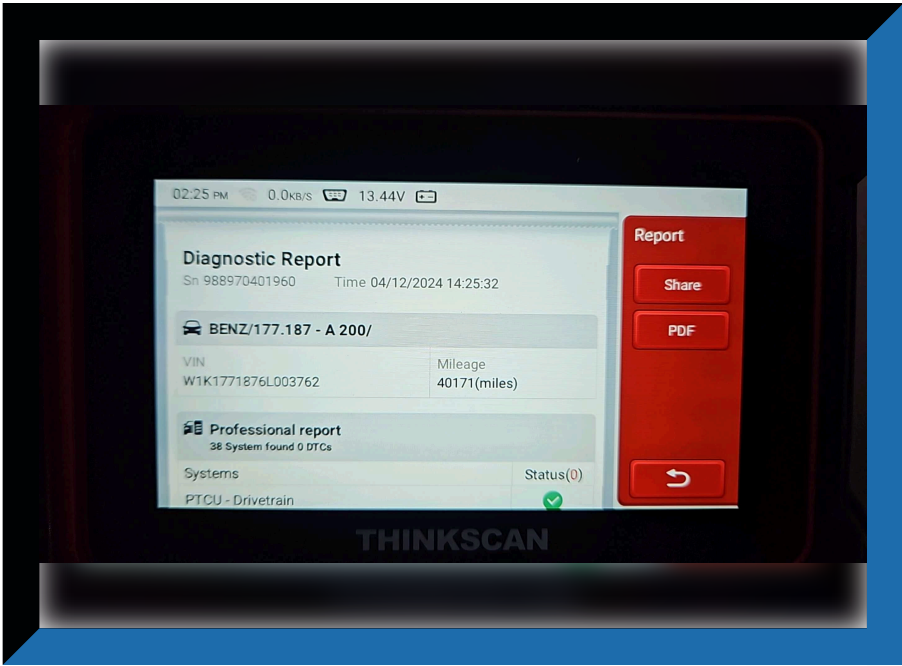 02:25 PM 0.0KB/S 13.44V
Diagnostic Report
Sn 988970401960 Time 04/12/2024 14:25:32
BENZ/177.187 - A 200/
VIN
W1K1771876L003762
Mileage
40171(miles)
Professional report
38 System found 0 DTCs
Systems Status(0)
PTCU - Drivetrain
Report
Share
PDF
THINKSCAN